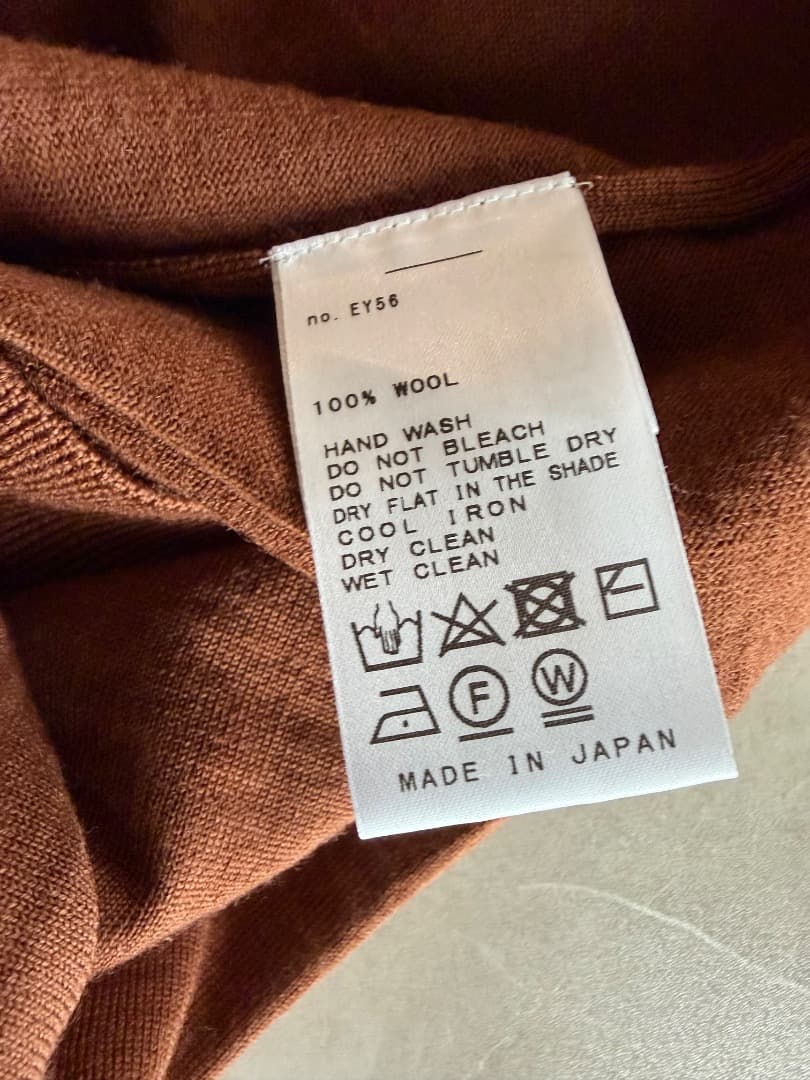 no. EY56
100% WOOL
HAND WASH
DO NOT BLEACH
DO NOT TUMBLE DRY
DRY FLAT IN THE SHADE
COOL IRON
DRY CLEAN
WET CLEAN
F W
MADE IN JAPAN